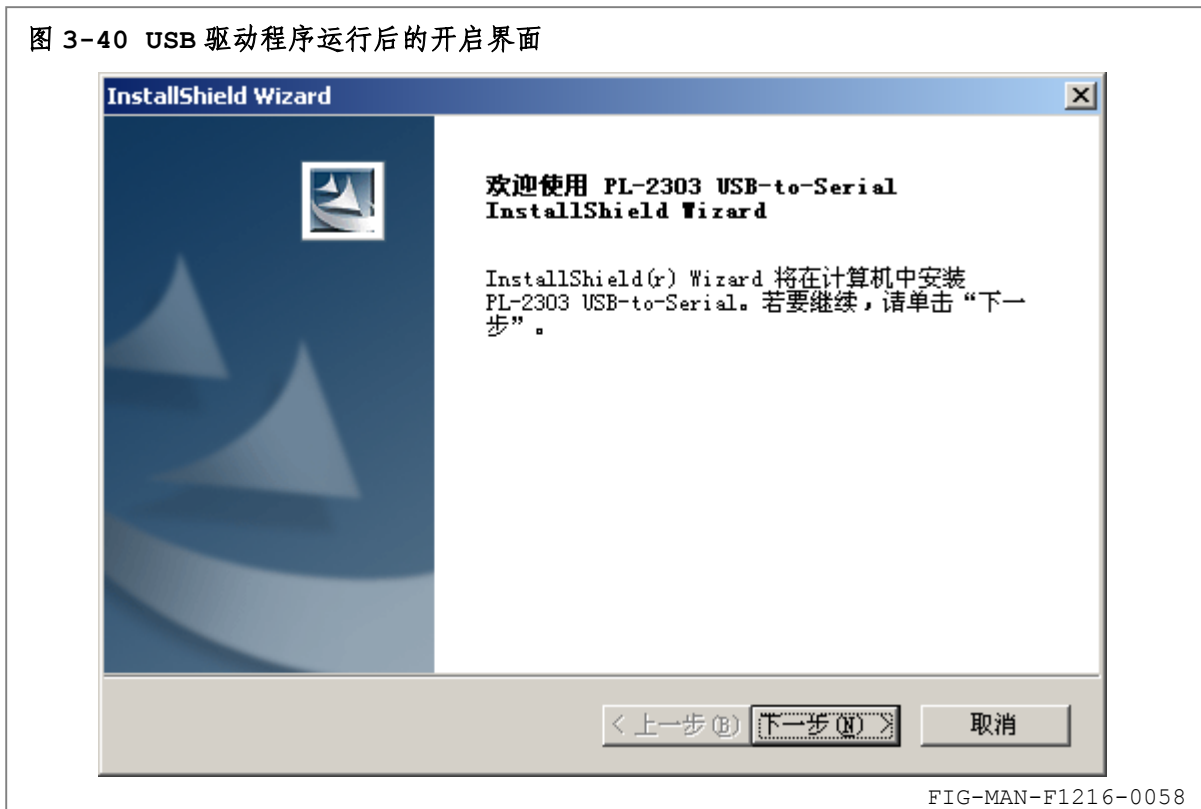 图 3-40 USB 驱动程序运行后的开启界面
InstallShield Wizard
欢迎使用 PL-2303 USB-to-Serial
InstallShield Wizard
InstallShield(r) Wizard 将在计算机中安装
PL-2303 USB-to-Serial。若要继续，请单击“下一
步”。
< 上一步(B) 下一步(N) > 取消
FIG-MAN-F1216-0058